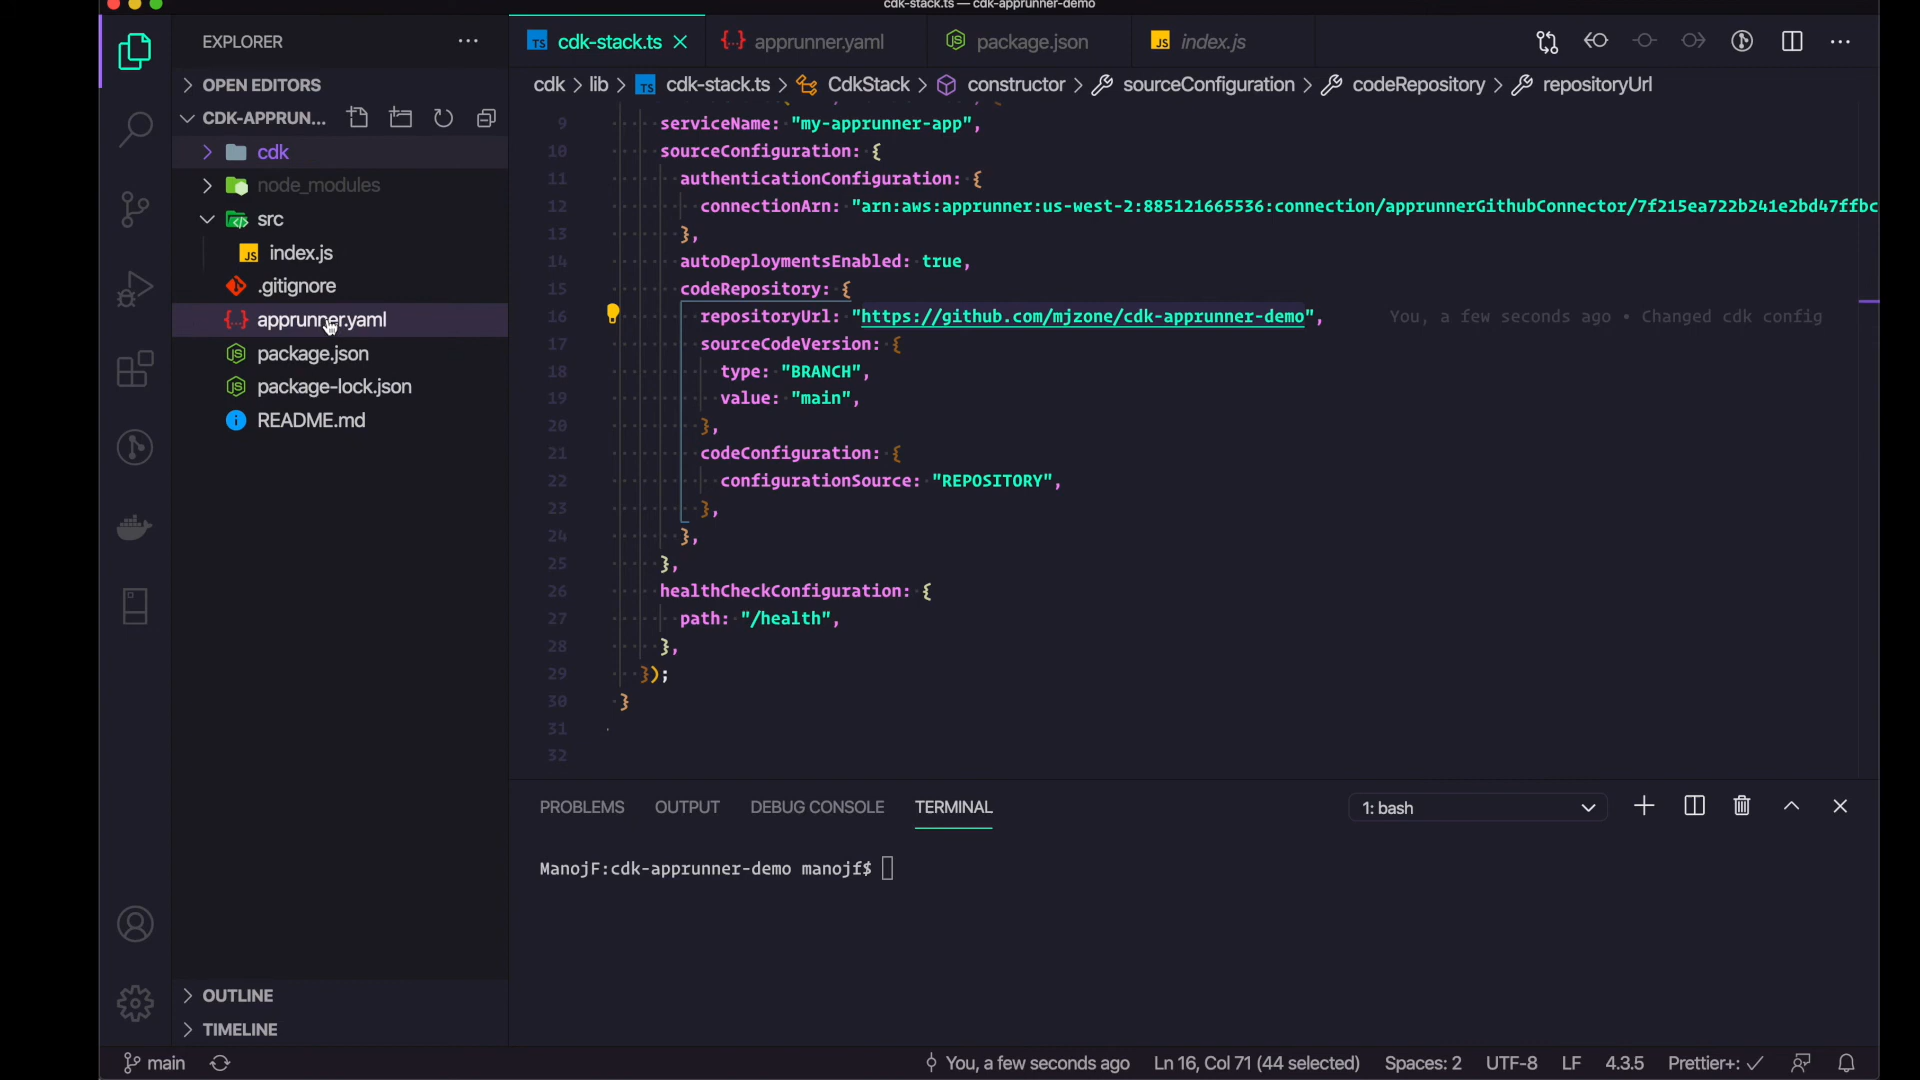 cdk-stack.ts — cdk-apprunner-demo
EXPLORER
cdk-stack.ts
apprunner.yaml
package.json
index.js
OPEN EDITORS
CDK-APPRUN...
cdk
node_modules
src
index.js
.gitignore
apprunner.yaml
package.json
package-lock.json
README.md
OUTLINE
TIMELINE
cdk > lib > cdk-stack.ts > CdkStack > constructor > sourceConfiguration > codeRepository > repositoryUrl
9 serviceName: "my-apprunner-app",
10 sourceConfiguration: {
11 authenticationConfiguration: {
12 connectionArn: "arn:aws:apprunner:us-west-2:885121665536:connection/apprunnerGithubConnector/7f215ea722b241e2bd47ffbc
13 },
14 autoDeploymentsEnabled: true,
15 codeRepository: {
16 repositoryUrl: "https://github.com/mjzone/cdk-apprunner-demo", You, a few seconds ago • Changed cdk config
17 sourceCodeVersion: {
18 type: "BRANCH",
19 value: "main",
20 },
21 codeConfiguration: {
22 configurationSource: "REPOSITORY",
23 },
24 },
25 },
26 healthCheckConfiguration: {
27 path: "/health",
28 },
29 });
30 }
31
32
PROBLEMS OUTPUT DEBUG CONSOLE TERMINAL
1: bash
ManojF:cdk-apprunner-demo manojf$
main
You, a few seconds ago Ln 16, Col 71 (44 selected) Spaces: 2 UTF-8 LF 4.3.5 Prettier+: ✓